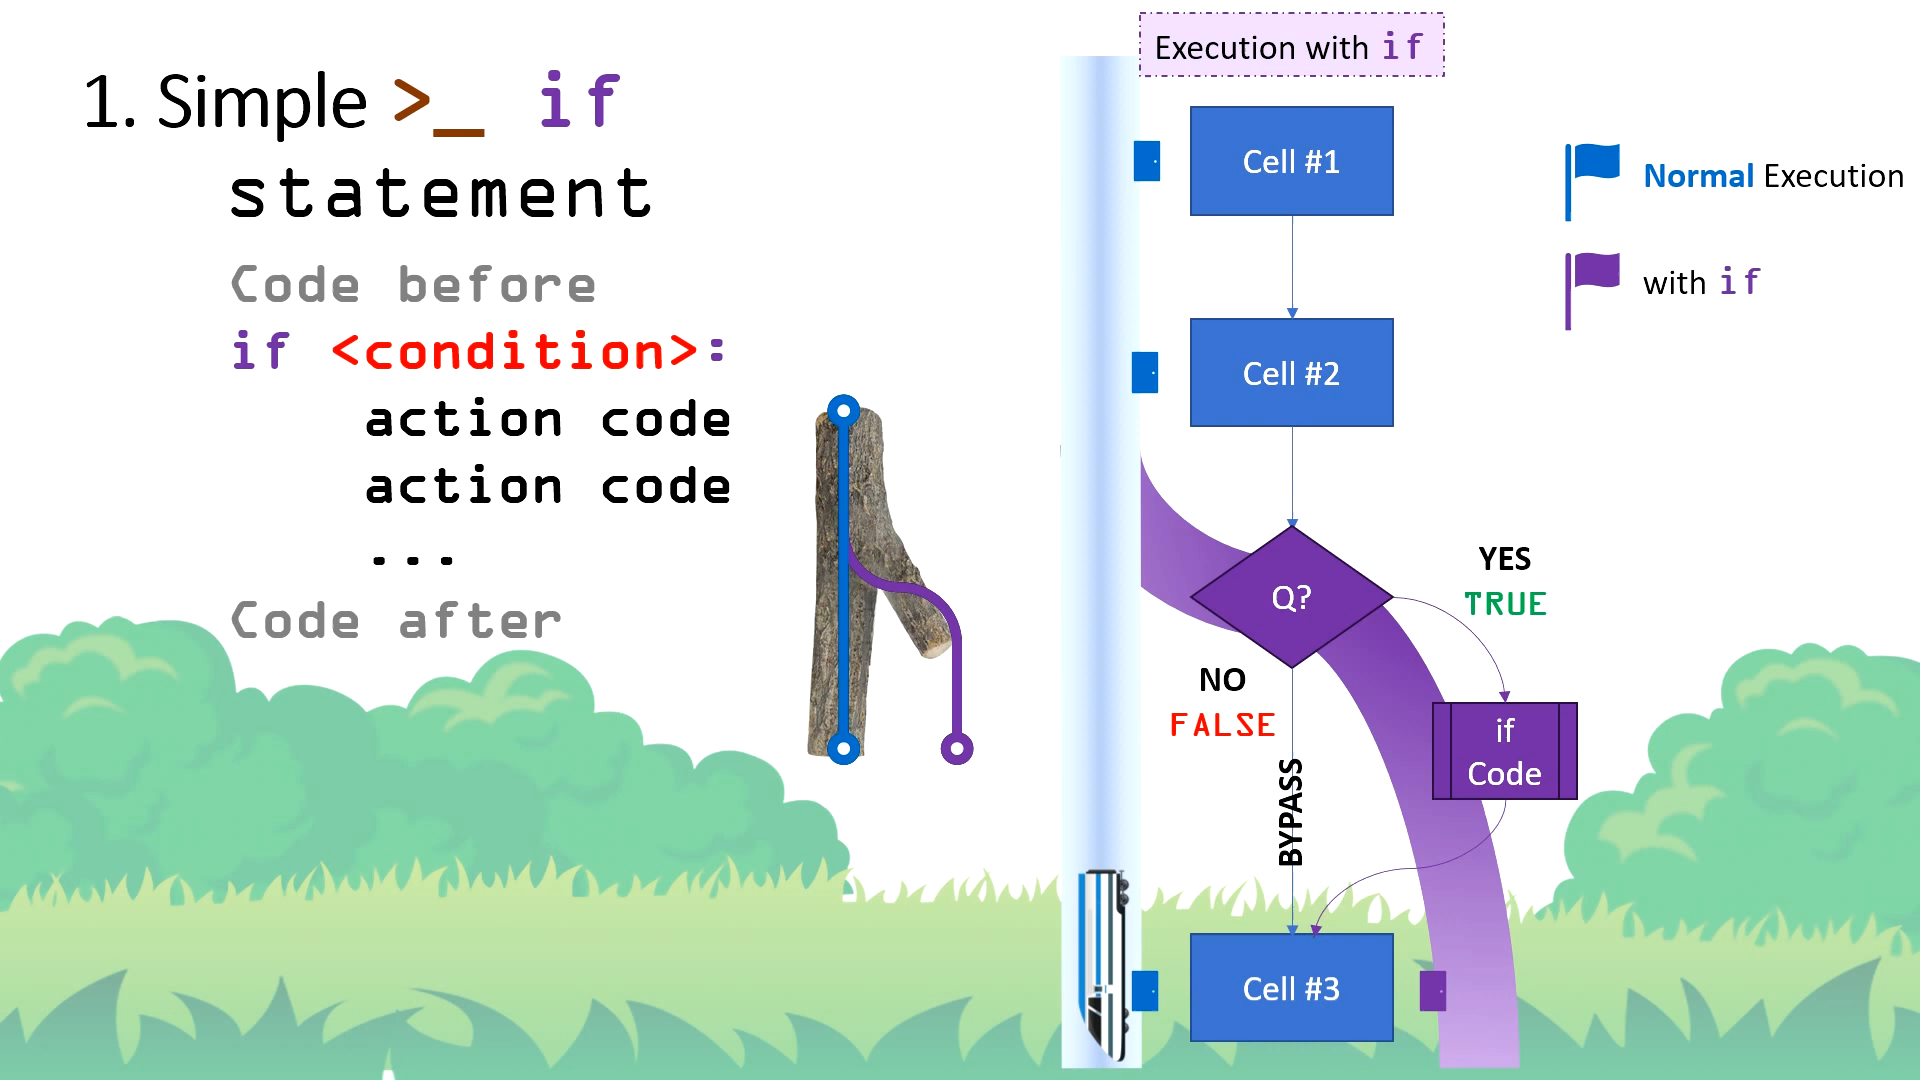 1. Simple >_ if
statement
Code before
if <condition>:
action code
action code
...
Code after
Execution with if
Cell #1
Cell #2
Q?
YES
TRUE
NO
FALSE
BYPASS
if
Code
Cell #3
Normal Execution
with if